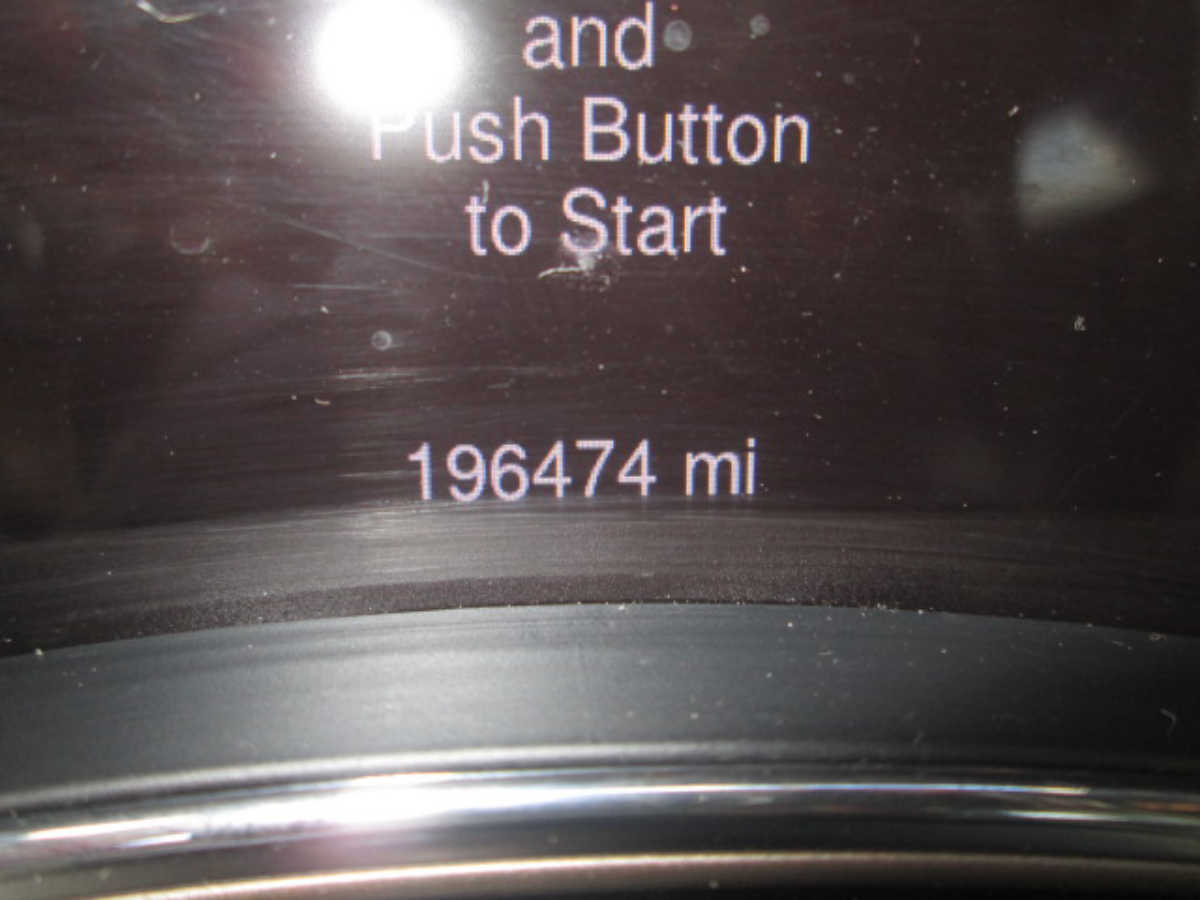 and
Push Button
to Start
196474 mi